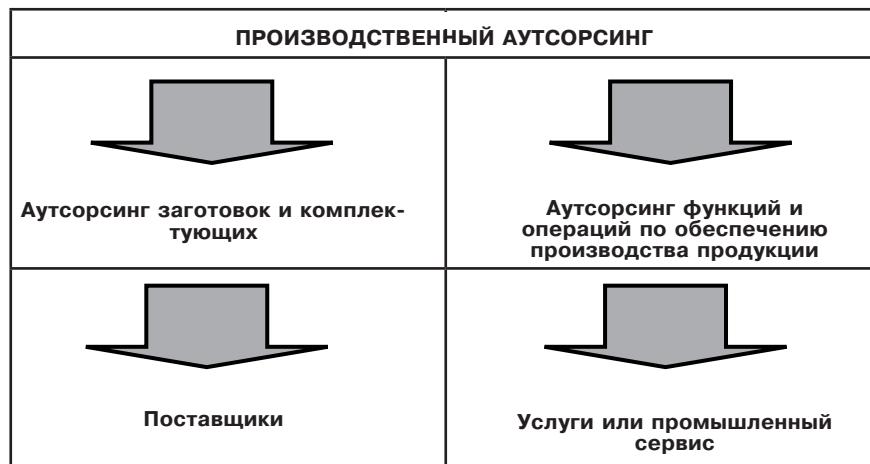 ПРОИЗВОДСТВЕННЫЙ АУТСОРСИНГ
Аутсорсинг заготовок и комплек-
тующих
Аутсорсинг функций и
операций по обеспечению
производства продукции
Поставщики
Услуги или промышленный
сервис